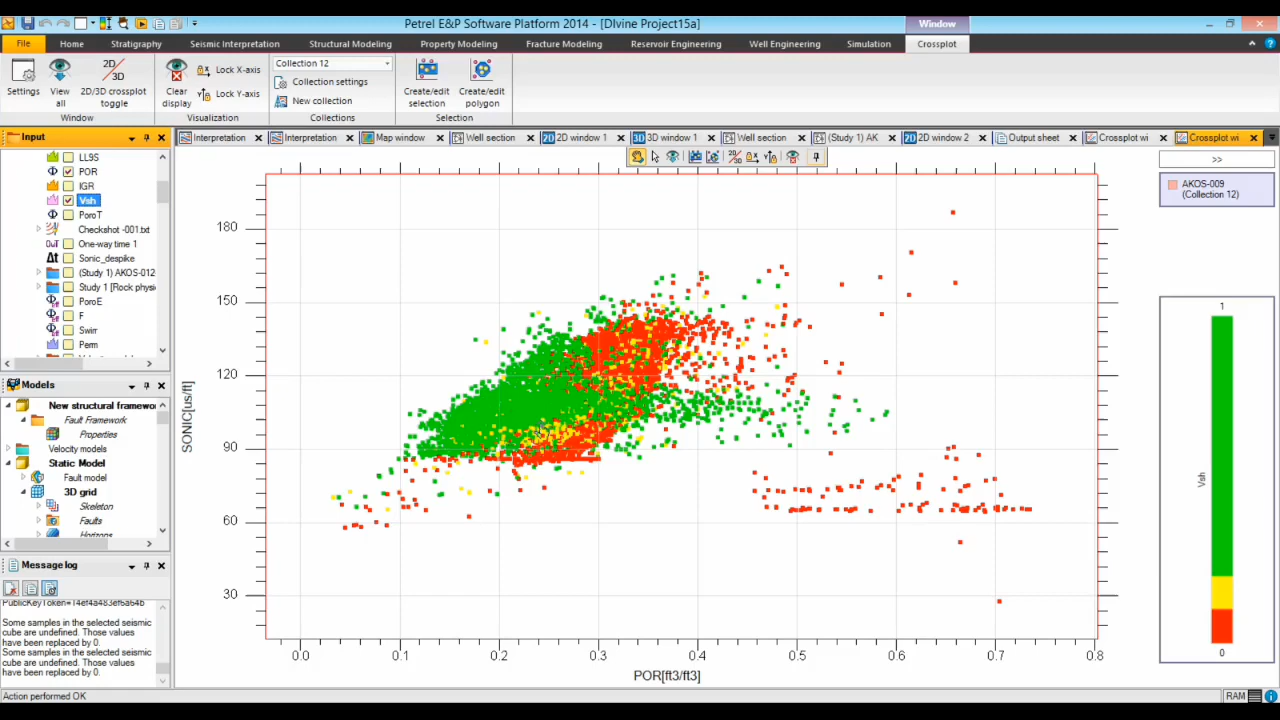 Petrel E&P Software Platform 2014 - [DIvine Project15a]
Window
File
Home
Stratigraphy
Seismic Interpretation
Structural Modeling
Property Modeling
Fracture Modeling
Reservoir Engineering
Well Engineering
Simulation
Crossplot
Settings
View all
2D/3D crossplot toggle
Window
Clear display
Lock X-axis
Lock Y-axis
Visualization
Collection 12
Collection settings
New collection
Collections
Create/edit selection
Create/edit polygon
Selection
Input
Interpretation
Interpretation
Map window
Well section
2D window 1
3D window 1
Well section
(Study 1) AK
2D window 2
Output sheet
Crossplot wi
Crossplot wi
LL9S
POR
IGR
Vsh
PoroT
Checkshot -001.txt
One-way time 1
Sonic_despike
(Study 1) AKOS-012
Study 1 [Rock physi
PoroE
F
Swirr
Perm
Models
New structural framewor
Fault Framework
Properties
Velocity models
Static Model
Fault model
3D grid
Skeleton
Faults
Horizons
Message log
PublicKeyToken=14ef4a483ef6a64b
Some samples in the selected seismic
cube are undefined. Those values
have been replaced by 0.
Some samples in the selected seismic
cube are undefined. Those values
have been replaced by 0.
180
150
120
90
60
30
SONIC[us/ft]
0.0 0.1 0.2 0.3 0.4 0.5 0.6 0.7 0.8
POR[ft3/ft3]
>>
AKOS-009
(Collection 12)
1
Vsh
0
Action performed OK
RAM